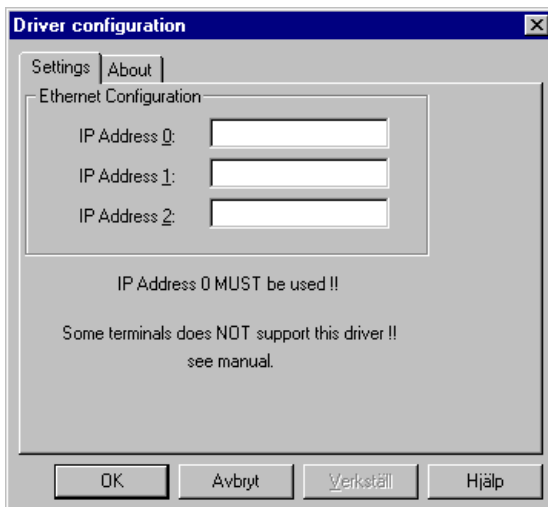 Driver configuration
Settings
About
Ethernet Configuration
IP Address 0:
IP Address 1:
IP Address 2:
IP Address 0 MUST be used !!
Some terminals does NOT support this driver !!
see manual.
OK
Avbryt
Verkställ
Hjälp